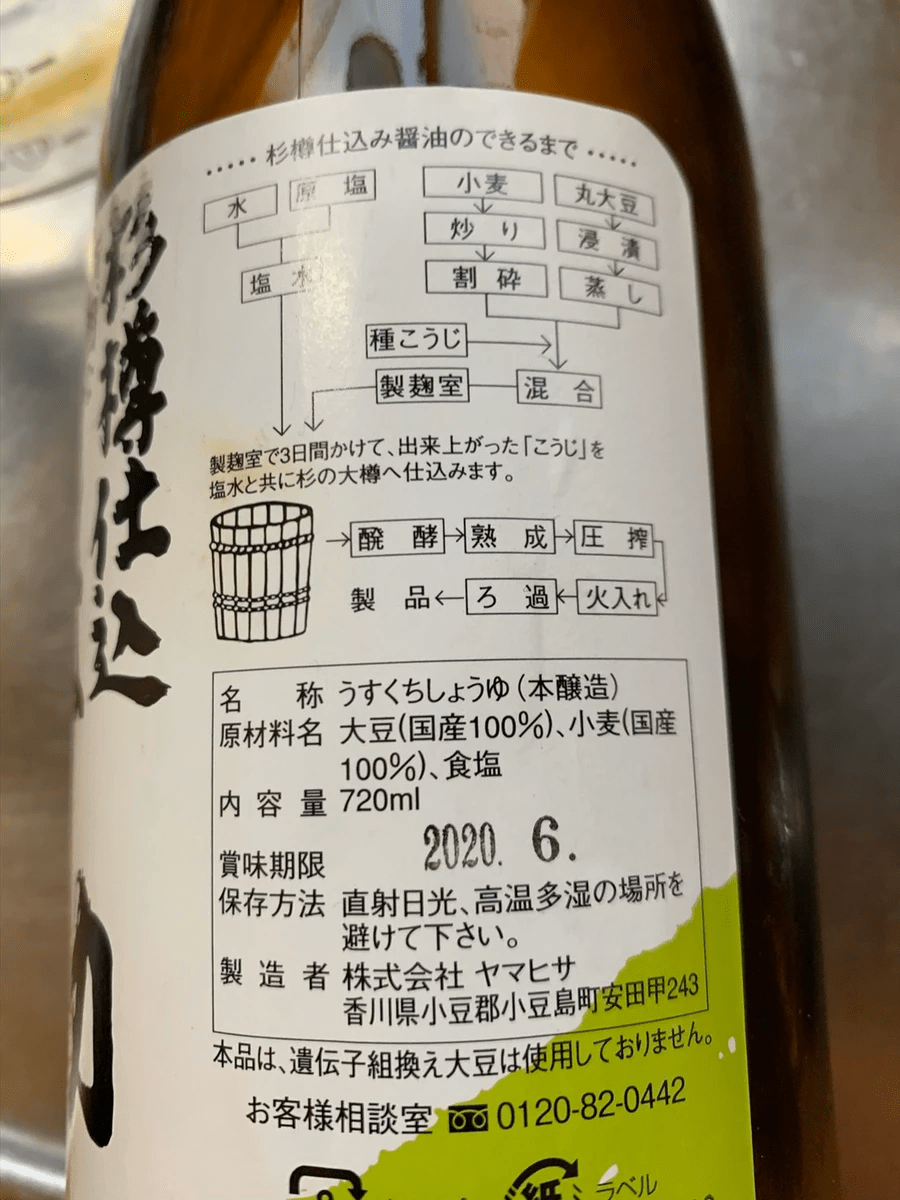 杉樽仕込
杉樽仕込み醤油のできるまで
水 原塩 小麦 丸大豆
炒り 浸漬
塩水 割砕 蒸し
種こうじ
製麹室 混合
製麹室で3日間かけて、出来上がった「こうじ」を
塩水と共に杉の大樽へ仕込みます。
醗酵 熟成 圧搾
製品 ろ過 火入れ
名称 うすくちしょうゆ(本醸造)
原材料名 大豆(国産100%)、小麦(国産
100%)、食塩
内容量 720ml
賞味期限 2020. 6.
保存方法 直射日光、高温多湿の場所を
避けて下さい。
製造者 株式会社 ヤマヒサ
香川県小豆郡小豆島町安田甲243
本品は、遺伝子組換え大豆は使用しておりません。
お客様相談室 0120-82-0442
紙 ラベル